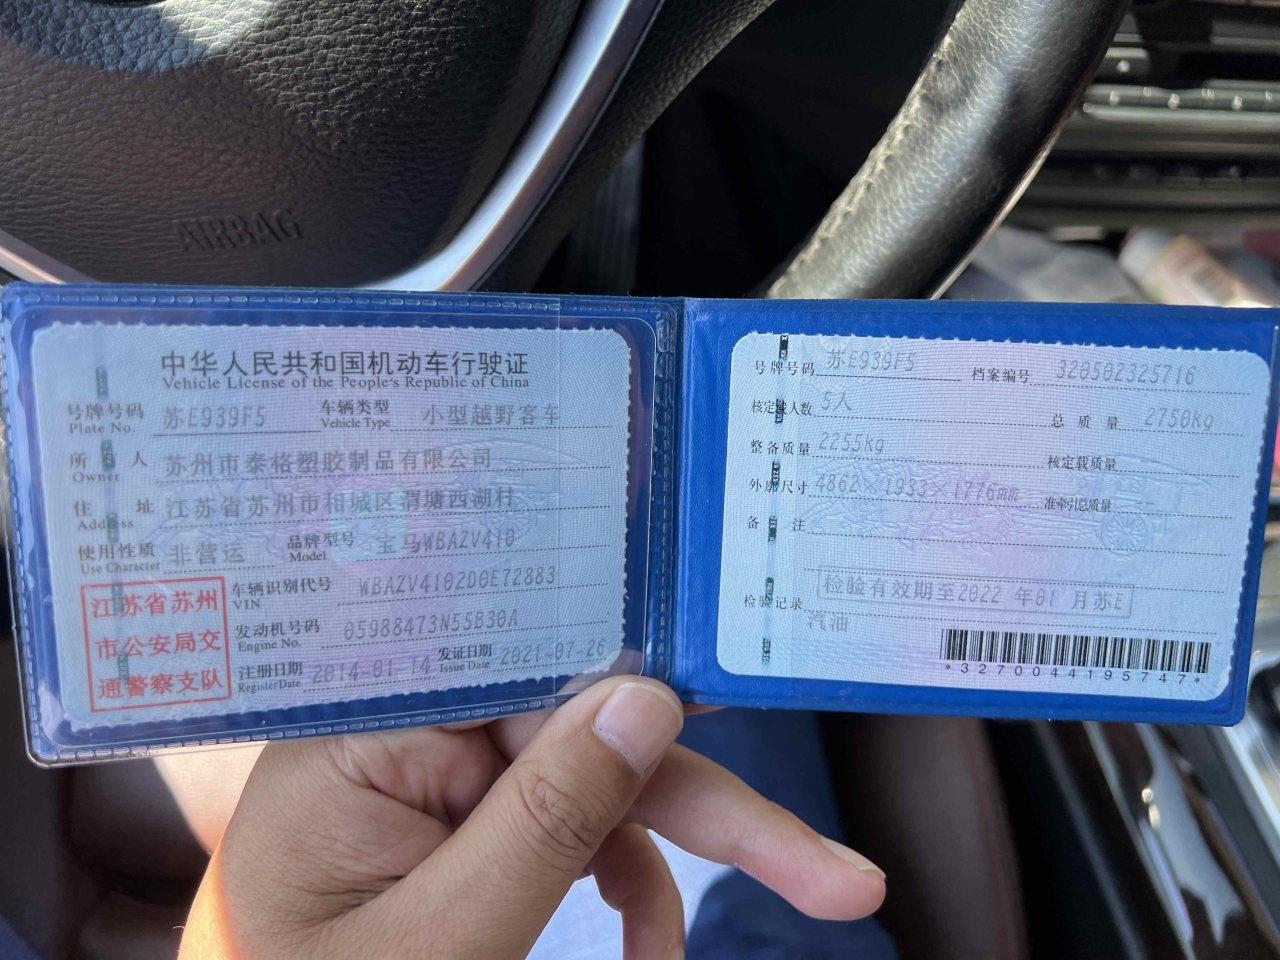 AIRBAG
中华人民共和国机动车行驶证
Vehicle License of the People's Republic of China
号牌号码 苏E939F5 车辆类型 小型越野客车
Plate No. Vehicle Type
所有人 苏州市泰格塑胶制品有限公司
Owner
住址 江苏省苏州市相城区渭塘西湖村
Address
使用性质 非营运 品牌型号 宝马WBAZV410
Use Character Model
江苏省苏州
市公安局交
通警察支队
车辆识别代号 WBAZV4102D0E72883
VIN
发动机号码 05988473N55B30A
Engine No.
注册日期 2014-01-14 发证日期 2021-07-26
Register Date Issue Date
号牌号码 苏E939F5 档案编号 320502325716
核定载人数 5人 总质量 2750kg
整备质量 2255kg 核定载质量
外廓尺寸 4862×1933×1776mm 准牵引总质量
备注
检验有效期至2022年01月苏E
检验记录
汽油
*3270044195747*